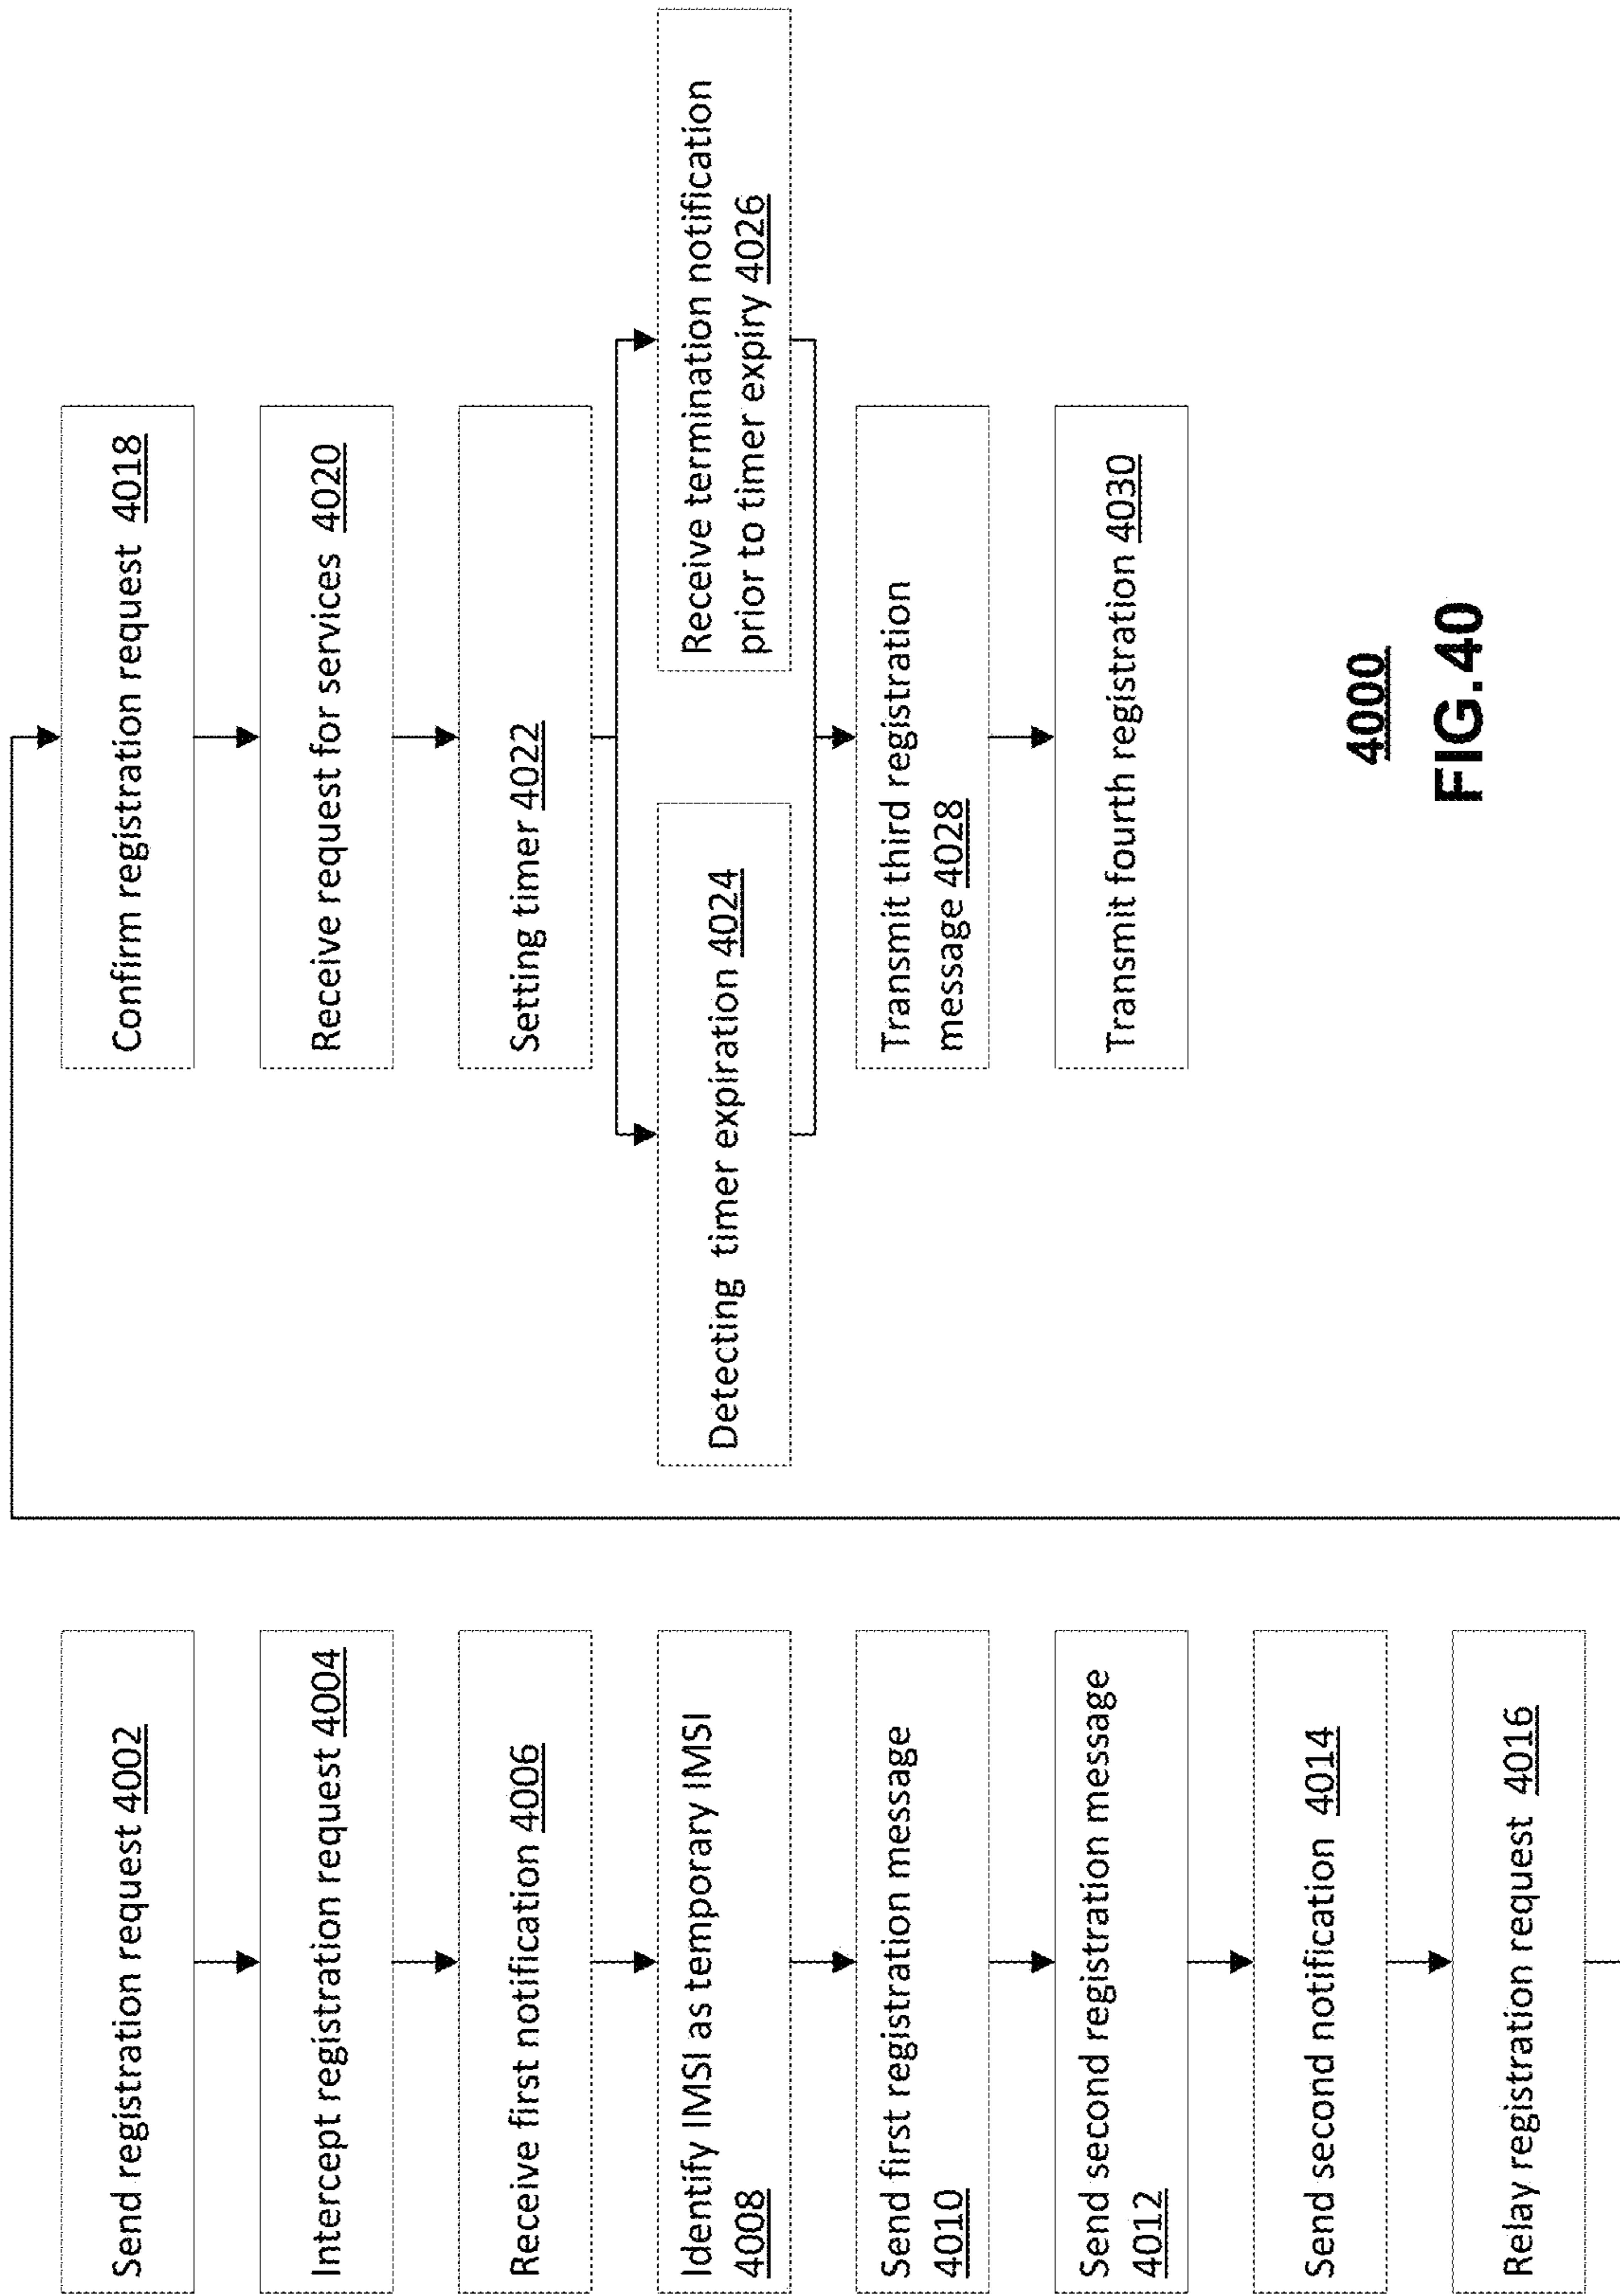 Send registration request 4002
Intercept registration request 4004
Receive first notification 4006
Identify IMSI as temporary IMSI
4008
Send first registration message
4010
Send second registration message
4012
Send second notification 4014
Relay registration request 4016
Confirm registration request 4018
Receive request for services 4020
Setting timer 4022
Detecting timer expiration 4024
Receive termination notification
prior to timer expiry 4026
Transmit third registration
message 4028
Transmit fourth registration 4030
4000
FIG.40